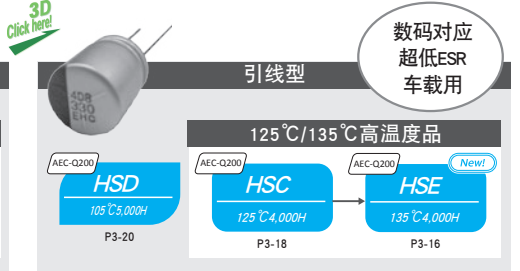 3D
Click here!
数码对应
超低ESR
车载用
引线型
408
330
EHQ
125℃/135℃高温度品
AEC-Q200
HSD
105℃5,000H
P3-20
AEC-Q200
HSC
125℃4,000H
P3-18
AEC-Q200
New!
HSE
135℃4,000H
P3-16